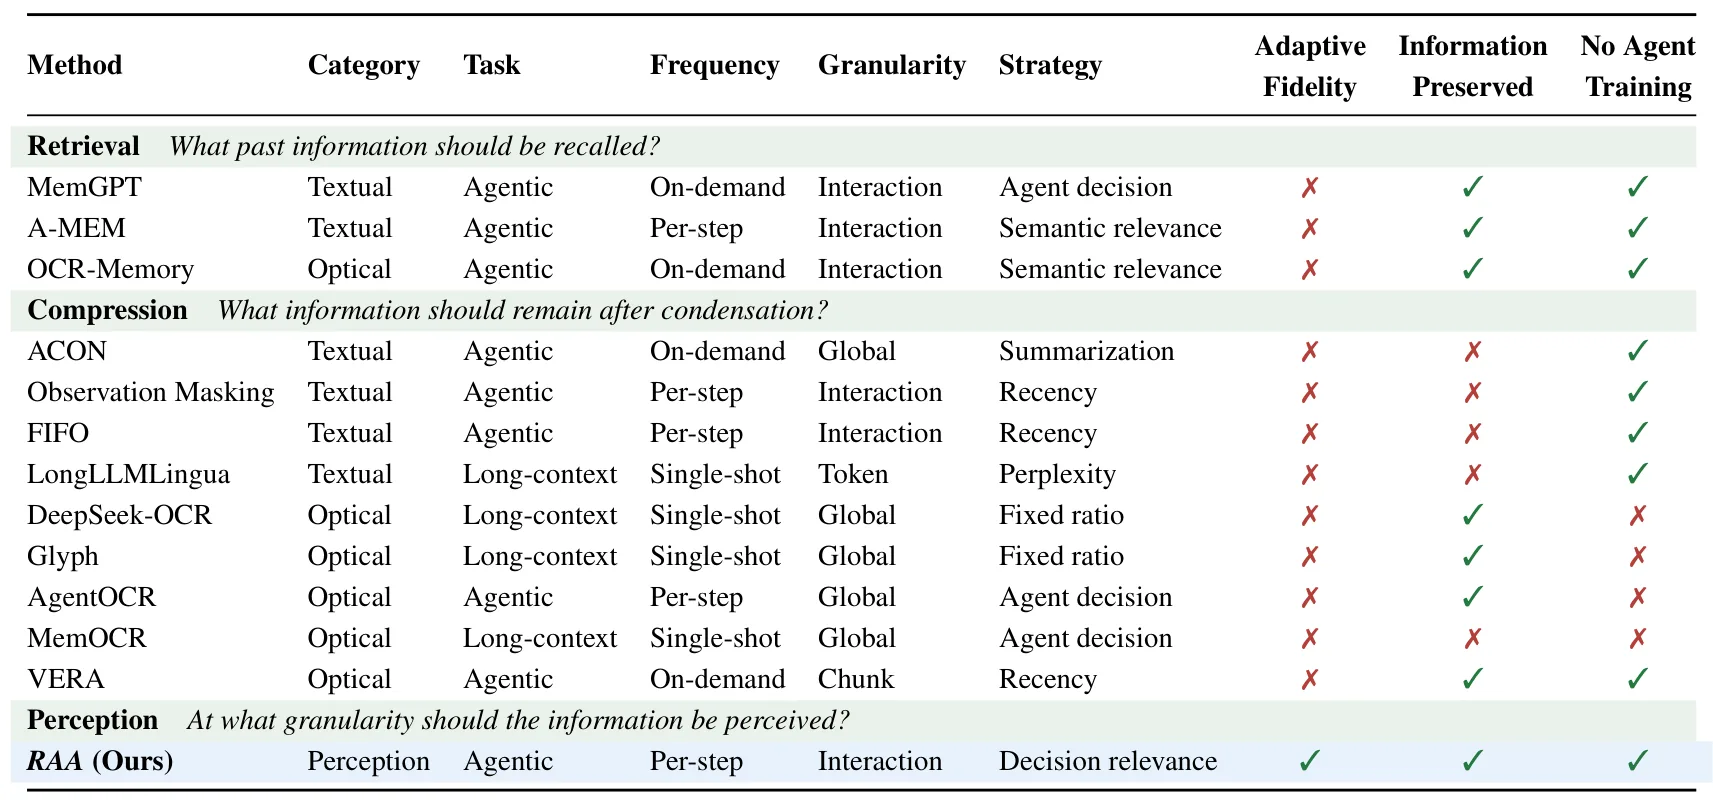 Method Category Task Frequency Granularity Strategy Adaptive Fidelity Information Preserved No Agent Training
Retrieval What past information should be recalled?
MemGPT Textual Agentic On-demand Interaction Agent decision ✗ ✓ ✓
A-MEM Textual Agentic Per-step Interaction Semantic relevance ✗ ✓ ✓
OCR-Memory Optical Agentic On-demand Interaction Semantic relevance ✗ ✓ ✓
Compression What information should remain after condensation?
ACON Textual Agentic On-demand Global Summarization ✗ ✗ ✓
Observation Masking Textual Agentic Per-step Interaction Recency ✗ ✗ ✓
FIFO Textual Agentic Per-step Interaction Recency ✗ ✗ ✓
LongLLMLingua Textual Long-context Single-shot Token Perplexity ✗ ✗ ✓
DeepSeek-OCR Optical Long-context Single-shot Global Fixed ratio ✗ ✓ ✗
Glyph Optical Long-context Single-shot Global Fixed ratio ✗ ✓ ✗
AgentOCR Optical Agentic Per-step Global Agent decision ✗ ✓ ✗
MemOCR Optical Long-context Single-shot Global Agent decision ✗ ✗ ✗
VERA Optical Agentic On-demand Chunk Recency ✗ ✓ ✓
Perception At what granularity should the information be perceived?
RAA (Ours) Perception Agentic Per-step Interaction Decision relevance ✓ ✓ ✓